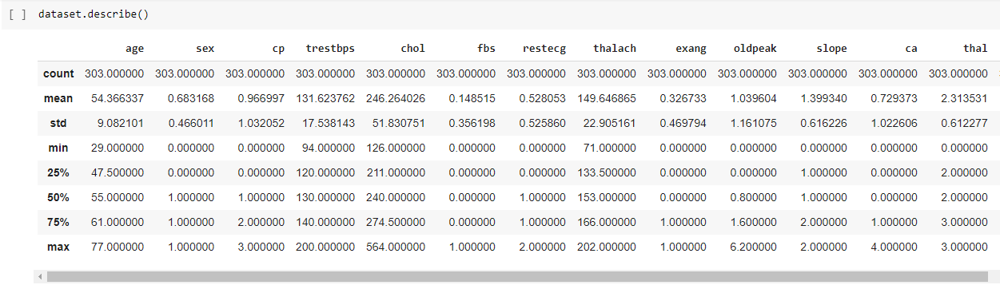 [ ] dataset.describe()
age sex cp trestbps chol fbs restecg thalach exang oldpeak slope ca thal
count 303.000000 303.000000 303.000000 303.000000 303.000000 303.000000 303.000000 303.000000 303.000000 303.000000 303.000000 303.000000 303.000000
mean 54.366337 0.683168 0.966997 131.623762 246.264026 0.148515 0.528053 149.646865 0.326733 1.039604 1.399340 0.729373 2.313531
std 9.082101 0.466011 1.032052 17.538143 51.830751 0.356198 0.525860 22.905161 0.469794 1.161075 0.616226 1.022606 0.612277
min 29.000000 0.000000 0.000000 94.000000 126.000000 0.000000 0.000000 71.000000 0.000000 0.000000 0.000000 0.000000 0.000000
25% 47.500000 0.000000 0.000000 120.000000 211.000000 0.000000 0.000000 133.500000 0.000000 0.000000 1.000000 0.000000 2.000000
50% 55.000000 1.000000 1.000000 130.000000 240.000000 0.000000 1.000000 153.000000 0.000000 0.800000 1.000000 0.000000 2.000000
75% 61.000000 1.000000 2.000000 140.000000 274.500000 0.000000 1.000000 166.000000 1.000000 1.600000 2.000000 1.000000 3.000000
max 77.000000 1.000000 3.000000 200.000000 564.000000 1.000000 2.000000 202.000000 1.000000 6.200000 2.000000 4.000000 3.000000